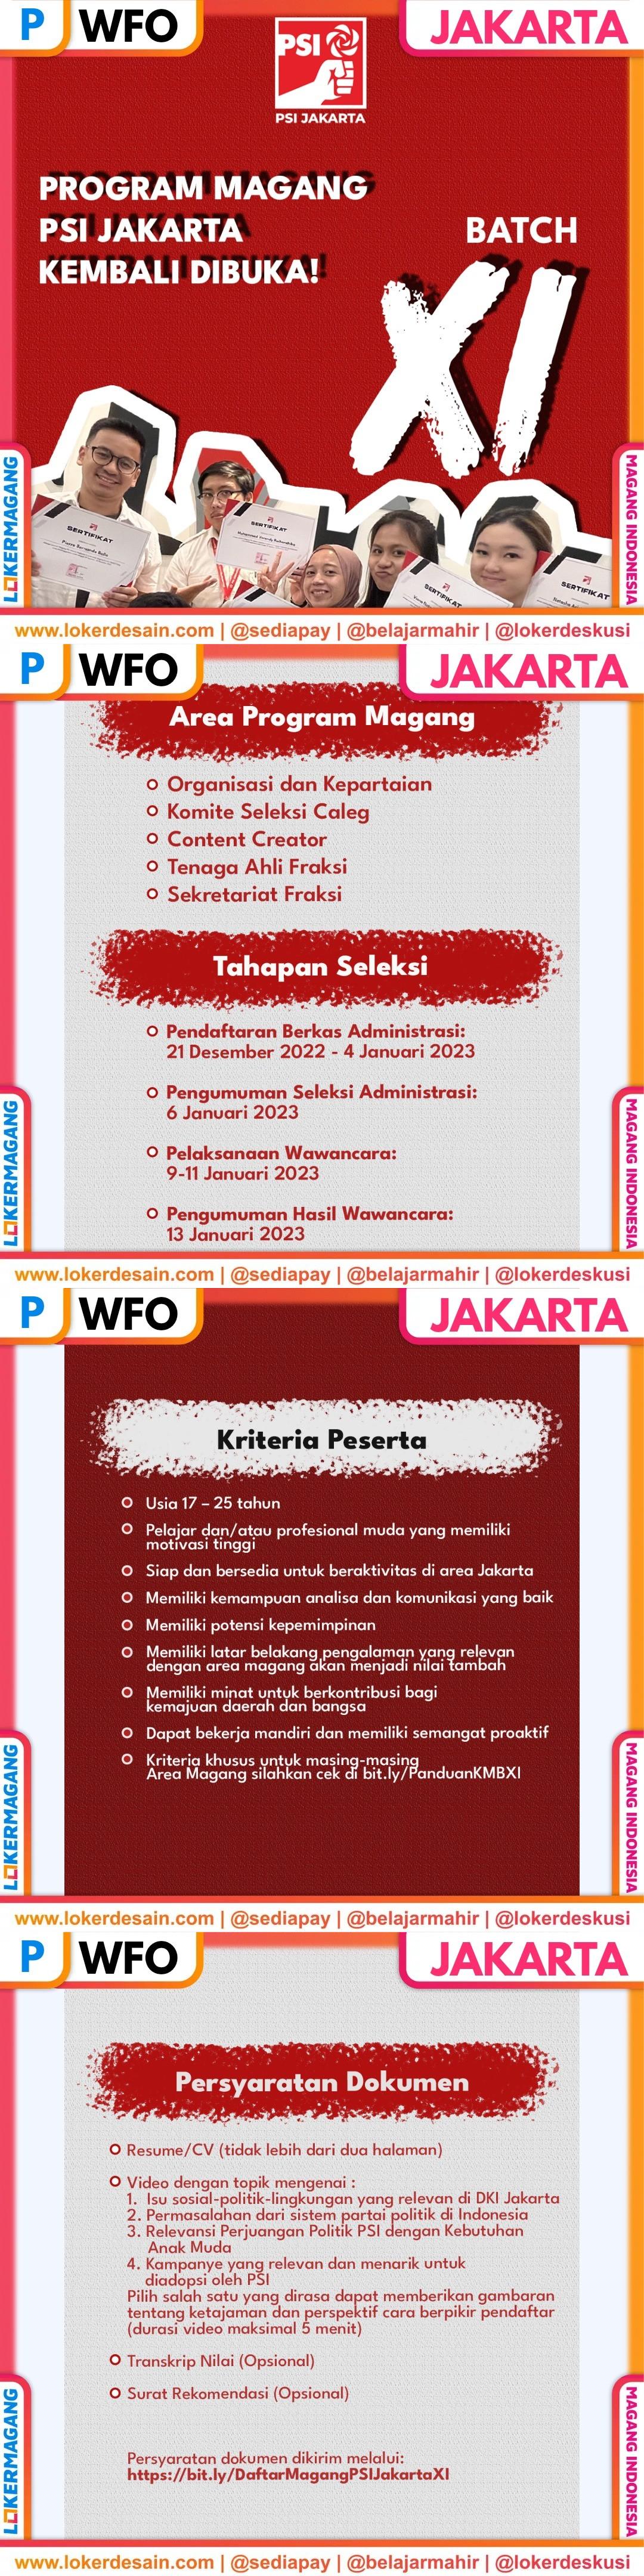 P WFO
JAKARTA
PSI
PSI JAKARTA
PROGRAM MAGANG
PSI JAKARTA
KEMBALI DIBUKA!
BATCH
XI
SERTIFIKAT
SERTIFIKAT
SERTIFIKAT
SERTIFIKAT
LOKERMAGANG
MAGANG INDONESIA
www.lokerdesain.com | @sediapay | @belajarmahir | @lokerdeskusi
P WFO
JAKARTA
Area Program Magang
Organisasi dan Kepartaian
Komite Seleksi Caleg
Content Creator
Tenaga Ahli Fraksi
Sekretariat Fraksi
Tahapan Seleksi
Pendaftaran Berkas Administrasi:
21 Desember 2022 - 4 Januari 2023
Pengumuman Seleksi Administrasi:
6 Januari 2023
Pelaksanaan Wawancara:
9-11 Januari 2023
Pengumuman Hasil Wawancara:
13 Januari 2023
LOKERMAGANG
MAGANG INDONESIA
www.lokerdesain.com | @sediapay | @belajarmahir | @lokerdeskusi
P WFO
JAKARTA
Kriteria Peserta
Usia 17 – 25 tahun
Pelajar dan/atau profesional muda yang memiliki
motivasi tinggi
Siap dan bersedia untuk beraktivitas di area Jakarta
Memiliki kemampuan analisa dan komunikasi yang baik
Memiliki potensi kepemimpinan
Memiliki latar belakang pengalaman yang relevan
dengan area magang akan menjadi nilai tambah
Memiliki minat untuk berkontribusi bagi
kemajuan daerah dan bangsa
Dapat bekerja mandiri dan memiliki semangat proaktif
Kriteria khusus untuk masing-masing
Area Magang silahkan cek di bit.ly/PanduanKMBXI
LOKERMAGANG
MAGANG INDONESIA
www.lokerdesain.com | @sediapay | @belajarmahir | @lokerdeskusi
P WFO
JAKARTA
Persyaratan Dokumen
Resume/CV (tidak lebih dari dua halaman)
Video dengan topik mengenai :
1. Isu sosial-politik-lingkungan yang relevan di DKI Jakarta
2. Permasalahan dari sistem partai politik di Indonesia
3. Relevansi Perjuangan Politik PSI dengan Kebutuhan
Anak Muda
4. Kampanye yang relevan dan menarik untuk
diadopsi oleh PSI
Pilih salah satu yang dirasa dapat memberikan gambaran
tentang ketajaman dan perspektif cara berpikir pendaftar
(durasi video maksimal 5 menit)
Transkrip Nilai (Opsional)
Surat Rekomendasi (Opsional)
Persyaratan dokumen dikirim melalui:
https://bit.ly/DaftarMagangPSIJakartaXI
LOKERMAGANG
MAGANG INDONESIA
www.lokerdesain.com | @sediapay | @belajarmahir | @lokerdeskusi